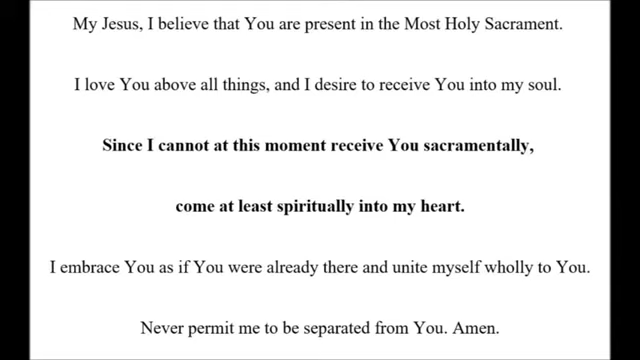 My Jesus, I believe that You are present in the Most Holy Sacrament.
I love You above all things, and I desire to receive You into my soul.
Since I cannot at this moment receive You sacramentally,
come at least spiritually into my heart.
I embrace You as if You were already there and unite myself wholly to You.
Never permit me to be separated from You. Amen.